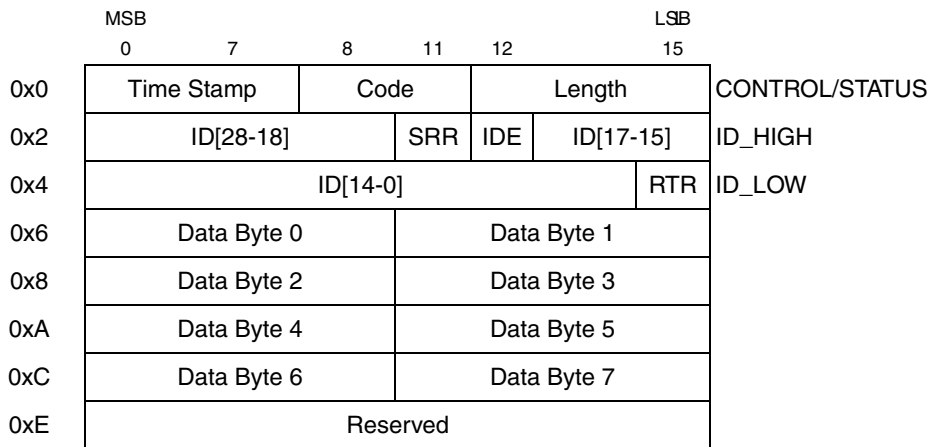 MSB LSB
0 7 8 11 12 15
0x0 Time Stamp Code Length CONTROL/STATUS
0x2 ID[28-18] SRR IDE ID[17-15] ID_HIGH
0x4 ID[14-0] RTR ID_LOW
0x6 Data Byte 0 Data Byte 1
0x8 Data Byte 2 Data Byte 3
0xA Data Byte 4 Data Byte 5
0xC Data Byte 6 Data Byte 7
0xE Reserved